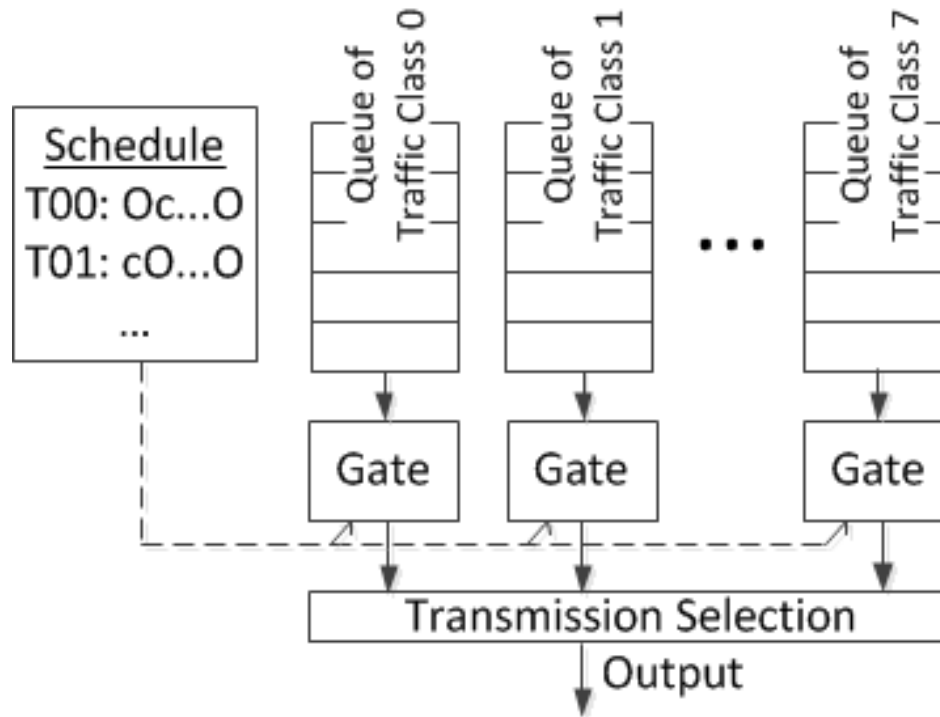 Schedule
T00: Oc...O
T01: cO...O
...
Queue of
Traffic Class 0
Queue of
Traffic Class 1
...
Queue of
Traffic Class 7
Gate
Gate
Gate
Transmission Selection
Output